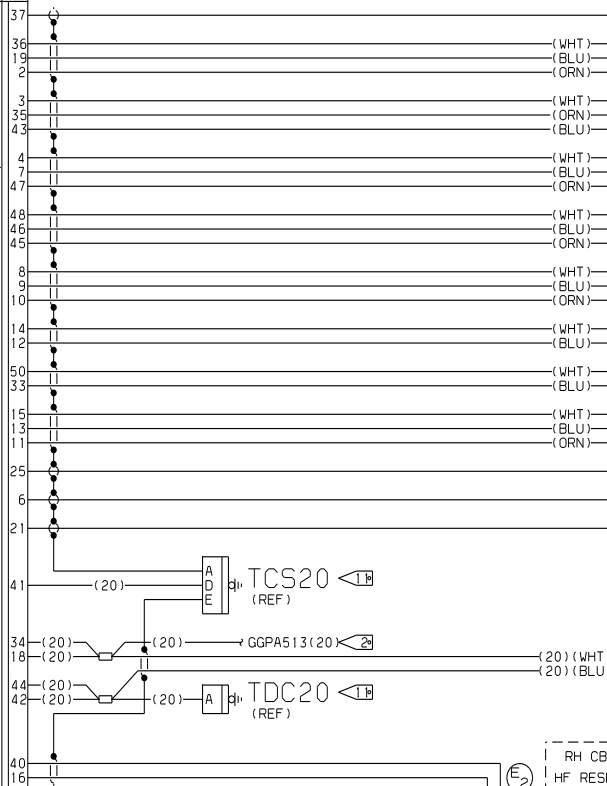 37
36 (WHT)
19 (BLU)
2 (ORN)
3 (WHT)
35 (ORN)
43 (BLU)
4 (WHT)
7 (BLU)
47 (ORN)
48 (WHT)
46 (BLU)
45 (ORN)
8 (WHT)
9 (BLU)
10 (ORN)
14 (WHT)
12 (BLU)
50 (WHT)
33 (BLU)
15 (WHT)
13 (BLU)
11 (ORN)
25
6
21
A
41 (20) D TCS20 11
E (REF)
34 (20) (20) GGPA513(20) 2
18 (20) (20)(WHT
(20)(BLU
44 (20)
42 (20) (20) A TDC20 11
(REF)
40 RH CB
16 E2 HF RES